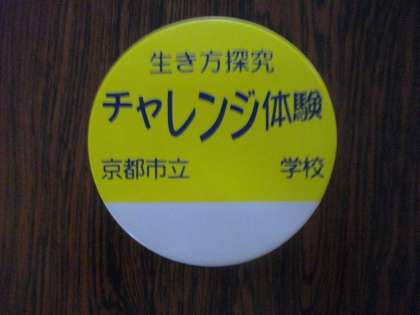 生き方探究
チャレンジ体験
京都市立 学校